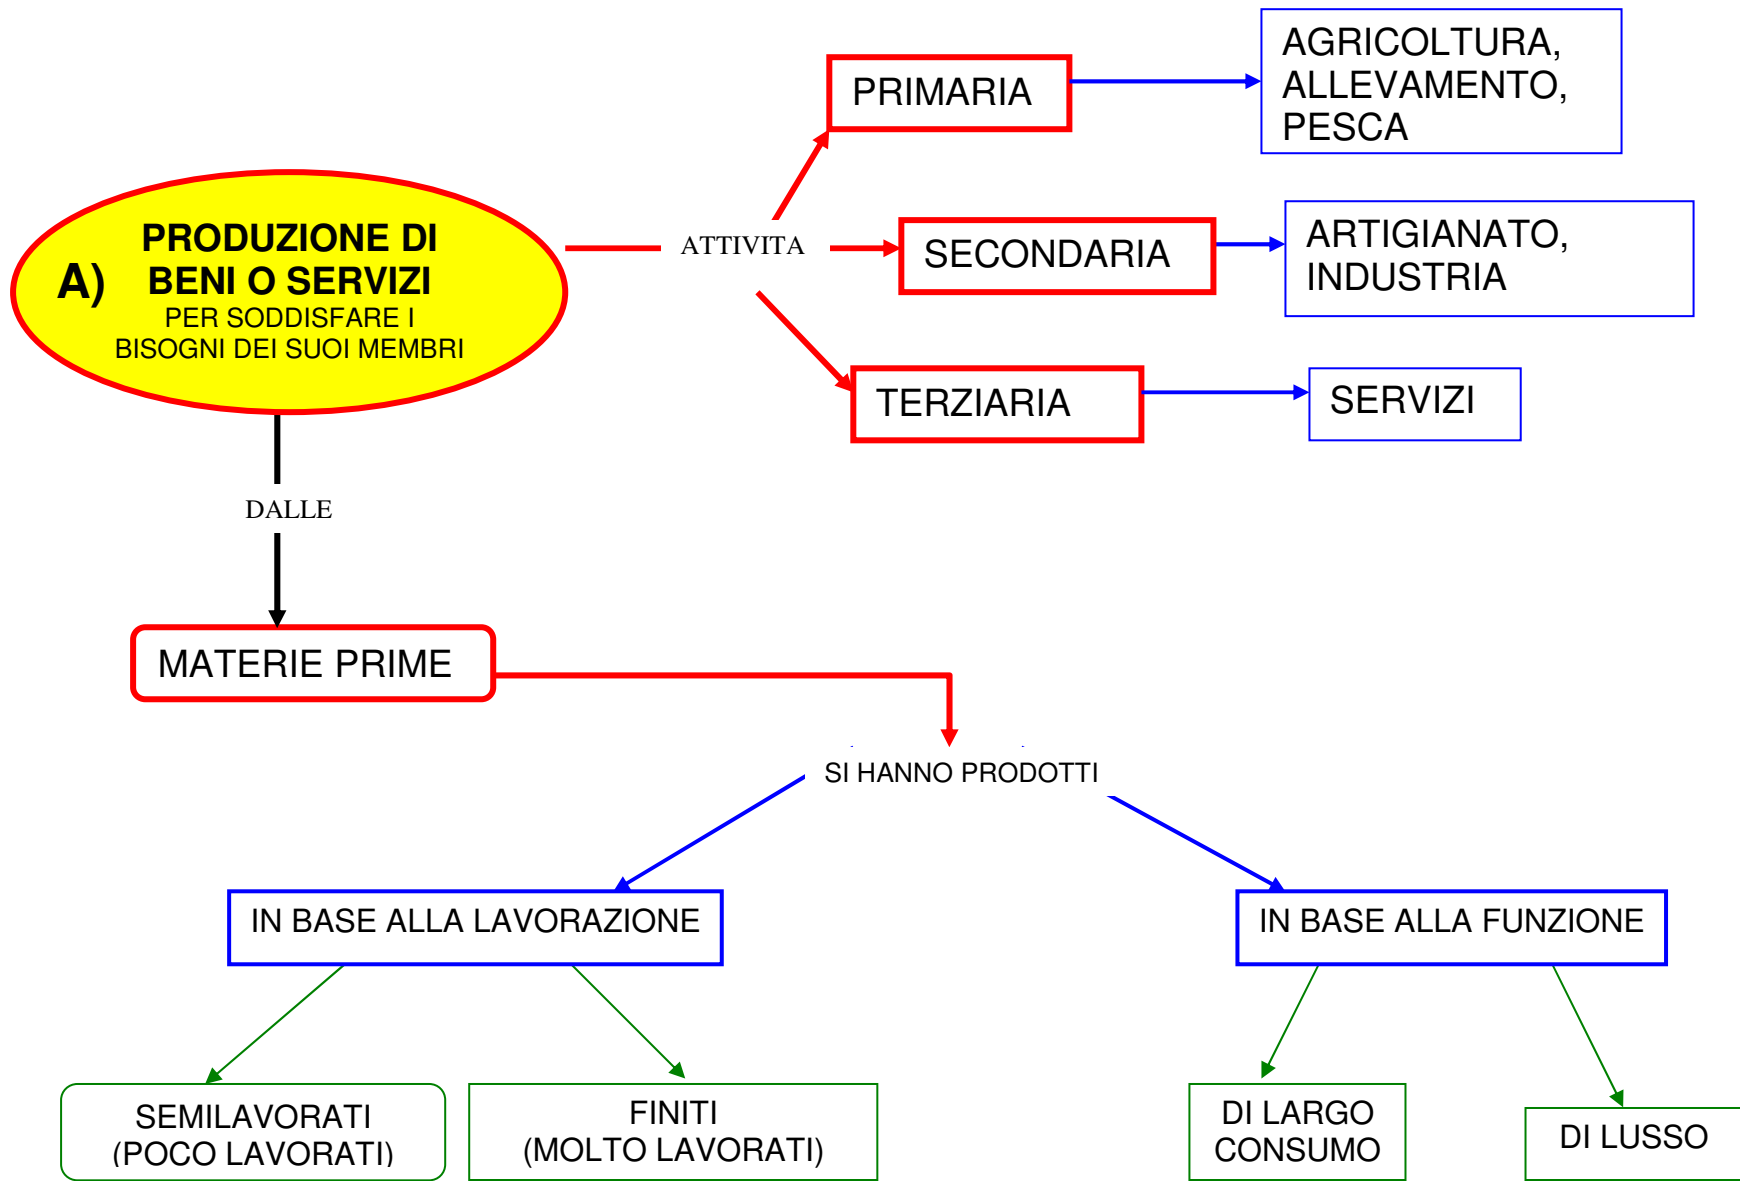 AGRICOLTURA,
ALLEVAMENTO,
PESCA
PRIMARIA
A)
PRODUZIONE DI
BENI O SERVIZI
PER SODDISFARE I
BISOGNI DEI SUOI MEMBRI
ATTIVITA
SECONDARIA
ARTIGIANATO,
INDUSTRIA
TERZIARIA
SERVIZI
DALLE
MATERIE PRIME
SI HANNO PRODOTTI
IN BASE ALLA LAVORAZIONE
IN BASE ALLA FUNZIONE
SEMILAVORATI
(POCO LAVORATI)
FINITI
(MOLTO LAVORATI)
DI LARGO
CONSUMO
DI LUSSO